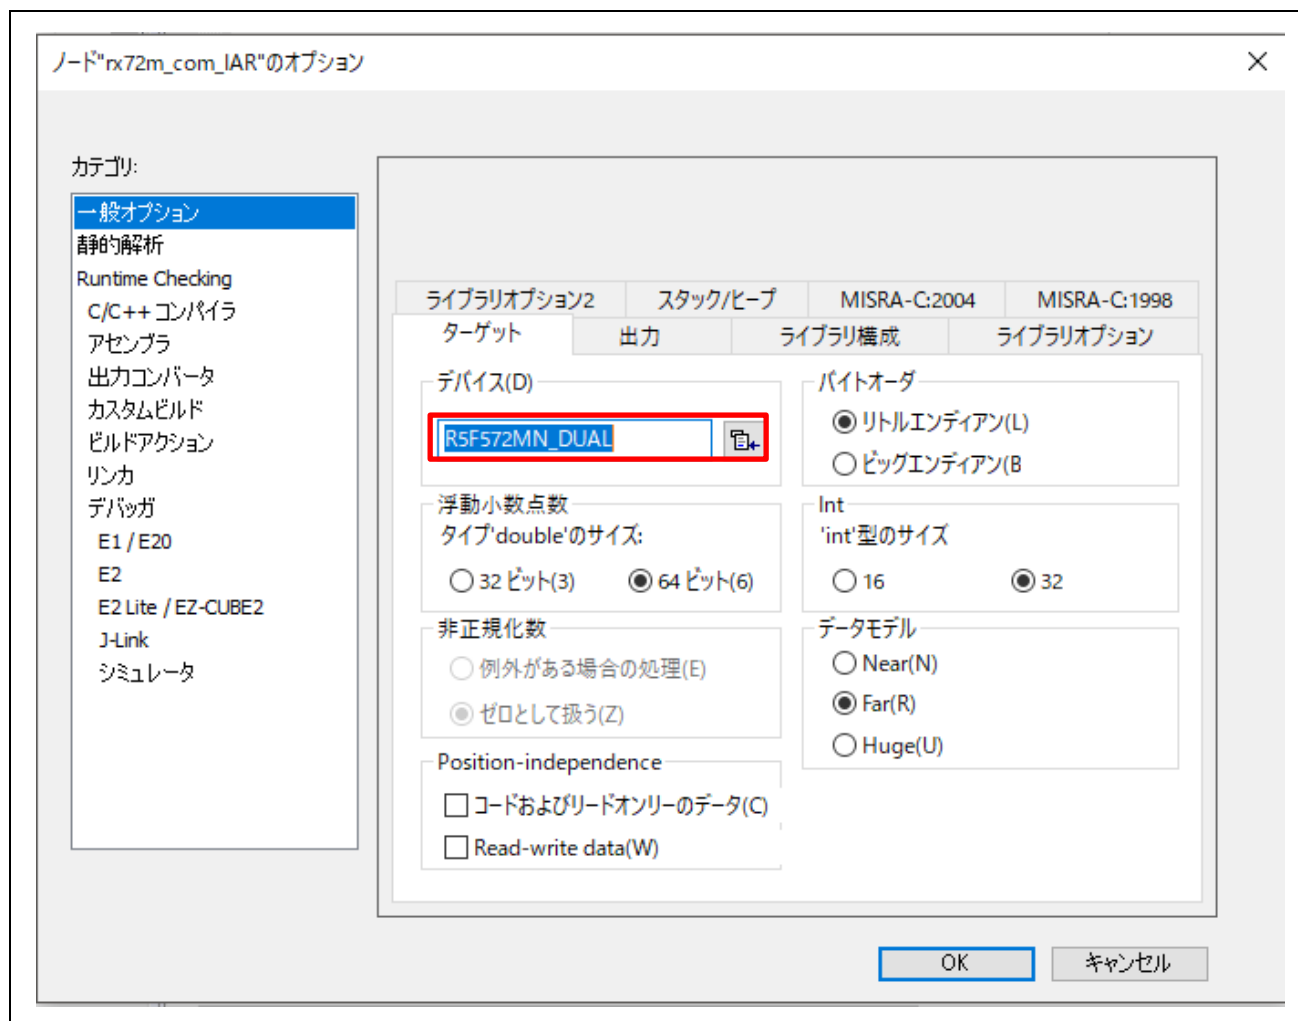 ノード"rx72m_com_IAR"のオプション
カテゴリ:
一般オプション
静的解析
Runtime Checking
C/C++ コンパイラ
アセンブラ
出力コンバータ
カスタムビルド
ビルドアクション
リンカ
デバッガ
E1 / E20
E2
E2 Lite / EZ-CUBE2
J-Link
シミュレータ
ライブラリオプション2
スタック/ヒープ
MISRA-C:2004
MISRA-C:1998
ターゲット
出力
ライブラリ構成
ライブラリオプション
デバイス(D)
R5F572MN_DUAL
バイトオーダ
リトルエンディアン(L)
ビッグエンディアン(B
浮動小数点数
タイプ'double'のサイズ:
32 ビット(3)
64 ビット(6)
Int
'int'型のサイズ
16
32
非正規化数
例外がある場合の処理(E)
ゼロとして扱う(Z)
データモデル
Near(N)
Far(R)
Huge(U)
Position-independence
コードおよびリードオンリーのデータ(C)
Read-write data(W)
OK
キャンセル